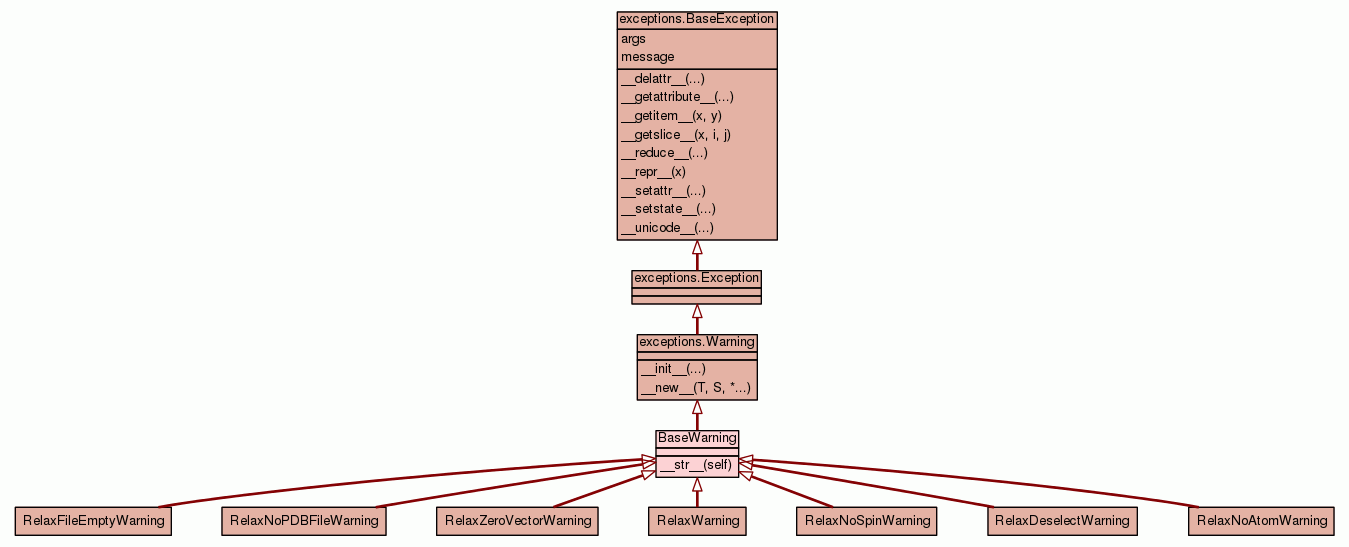 exceptions.BaseException
args
message
__delattr__(...)
__getattribute__(...)
__getitem__(x, y)
__getslice__(x, i, j)
__reduce__(...)
__repr__(x)
__setattr__(...)
__setstate__(...)
__unicode__(...)
exceptions.Exception
exceptions.Warning
__init__(...)
__new__(T, S, *...)
BaseWarning
__str__(self)
RelaxFileEmptyWarning
RelaxNoPDBFileWarning
RelaxZeroVectorWarning
RelaxWarning
RelaxNoSpinWarning
RelaxDeselectWarning
RelaxNoAtomWarning